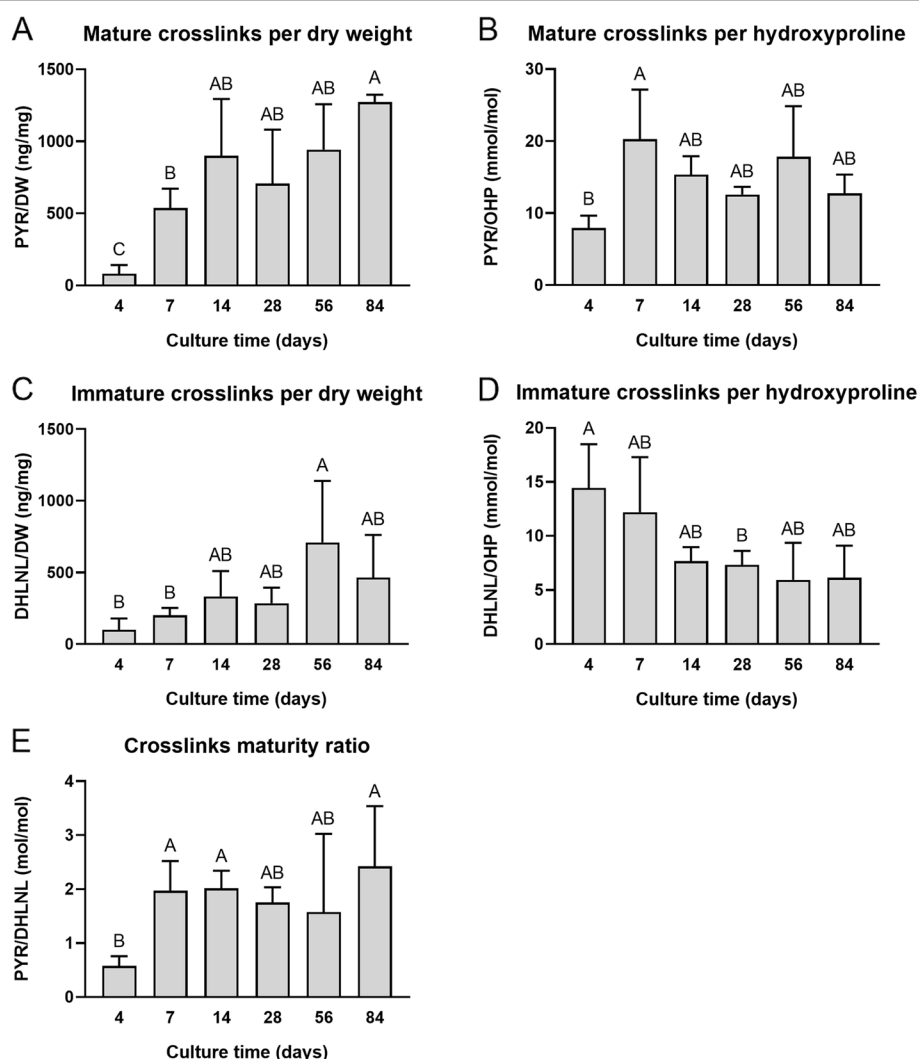 A Mature crosslinks per dry weight
PYR/DW (ng/mg)
1500
1000
500
0
C B AB AB AB A
4 7 14 28 56 84
Culture time (days)
B Mature crosslinks per hydroxyproline
PYR/OHP (mmol/mol)
30
20
10
0
B A AB AB AB AB
4 7 14 28 56 84
Culture time (days)
C Immature crosslinks per dry weight
DHLNL/DW (ng/mg)
1500
1000
500
0
B B AB AB A AB
4 7 14 28 56 84
Culture time (days)
D Immature crosslinks per hydroxyproline
DHLNL/OHP (mmol/mol)
20
15
10
5
0
A AB AB B AB AB
4 7 14 28 56 84
Culture time (days)
E Crosslinks maturity ratio
PYR/DHLNL (mol/mol)
4
3
2
1
0
B A A AB AB A
4 7 14 28 56 84
Culture time (days)